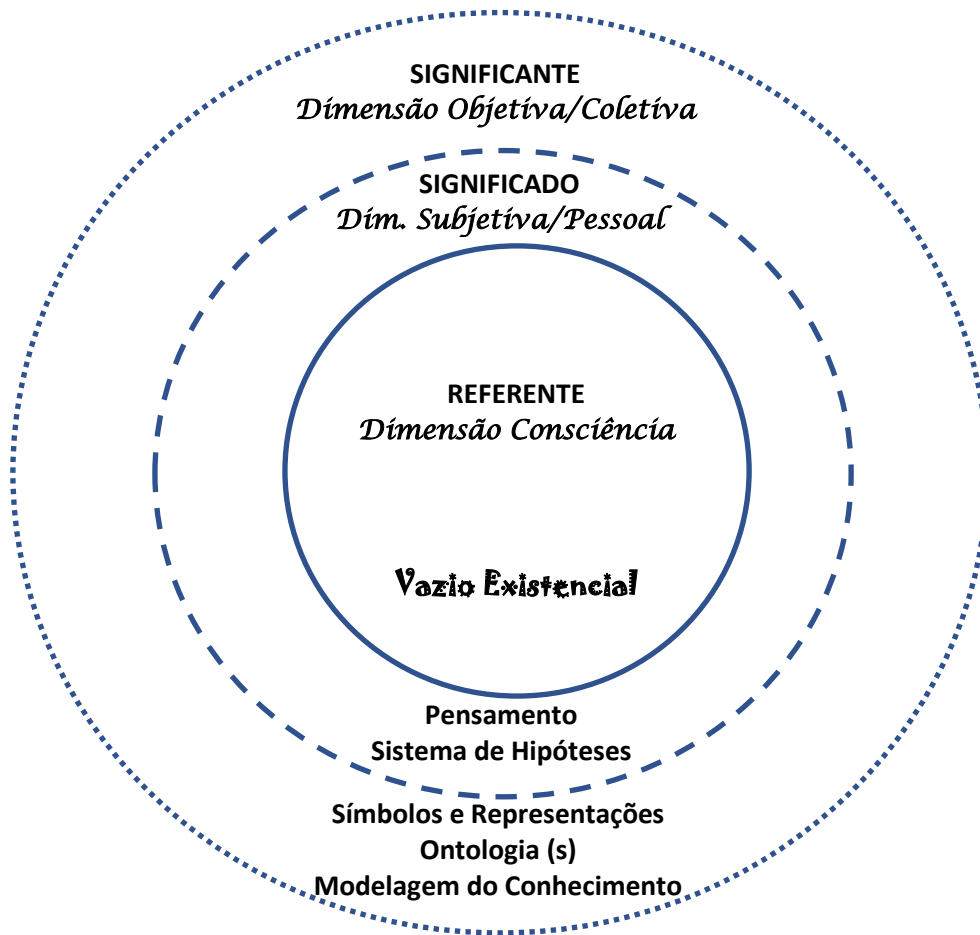 SIGNIFICANTE
Dimensão Objetiva/Coletiva
SIGNIFICADO
Dim. Subjetiva/Pessoal
REFERENTE
Dimensão Consciência
Vazio Existencial
Pensamento
Sistema de Hipóteses
Símbolos e Representações
Ontologia (s)
Modelagem do Conhecimento